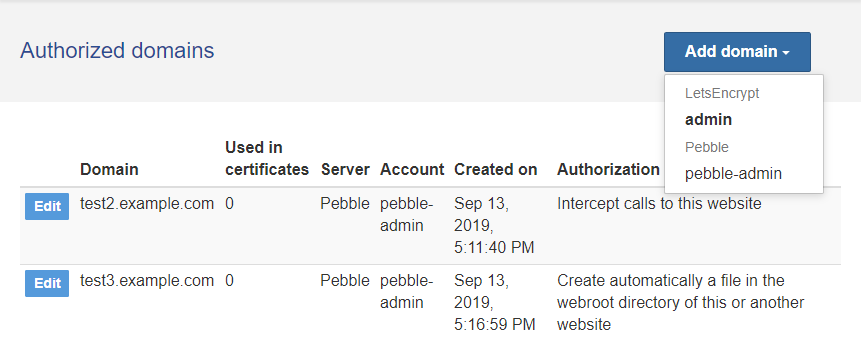 Authorized domains
Add domain
LetsEncrypt
admin
Pebble
pebble-admin
Used in
Domain certificates Server Account Created on Authorization
Edit test2.example.com 0 Pebble pebble- Sep 13, Intercept calls to this website
admin 2019,
5:11:40 PM
Edit test3.example.com 0 Pebble pebble- Sep 13, Create automatically a file in the
admin 2019, webroot directory of this or another
5:16:59 PM website